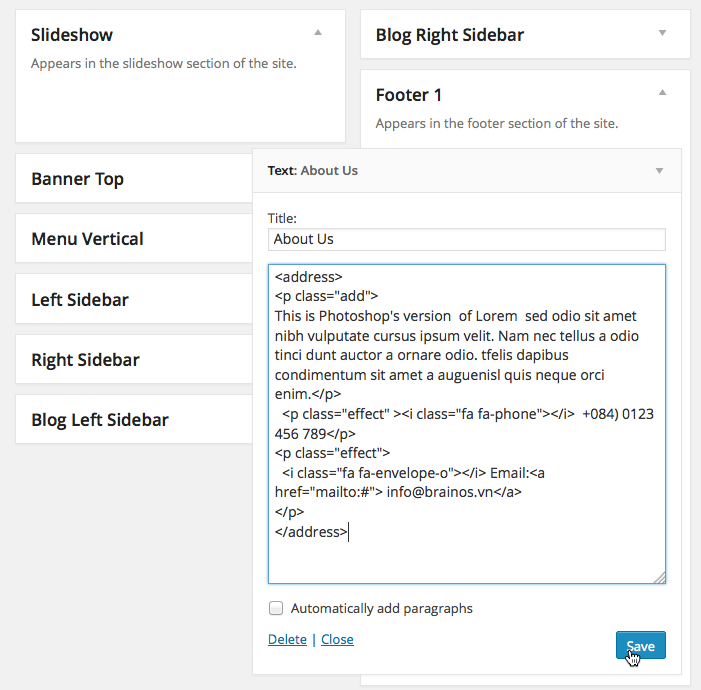 Slideshow
Appears in the slideshow section of the site.
Banner Top
Menu Vertical
Left Sidebar
Right Sidebar
Blog Left Sidebar
Blog Right Sidebar
Footer 1
Appears in the footer section of the site.
Text: About Us
Title:
About Us
<address>
<p class="add">
This is Photoshop's version  of Lorem  sed odio sit amet
nibh vulputate cursus ipsum velit. Nam nec tellus a odio
tinci dunt auctor a ornare odio. tfelis dapibus
condimentum sit amet a auguenisl quis neque orci
enim.</p>
  <p class="effect" ><i class="fa fa-phone"></i>  +084) 0123
456 789</p>
<p class="effect">
  <i class="fa fa-envelope-o"></i> Email:<a
href="mailto:#"> info@brainos.vn</a>
</p>
</address>
Automatically add paragraphs
Delete | Close
Save